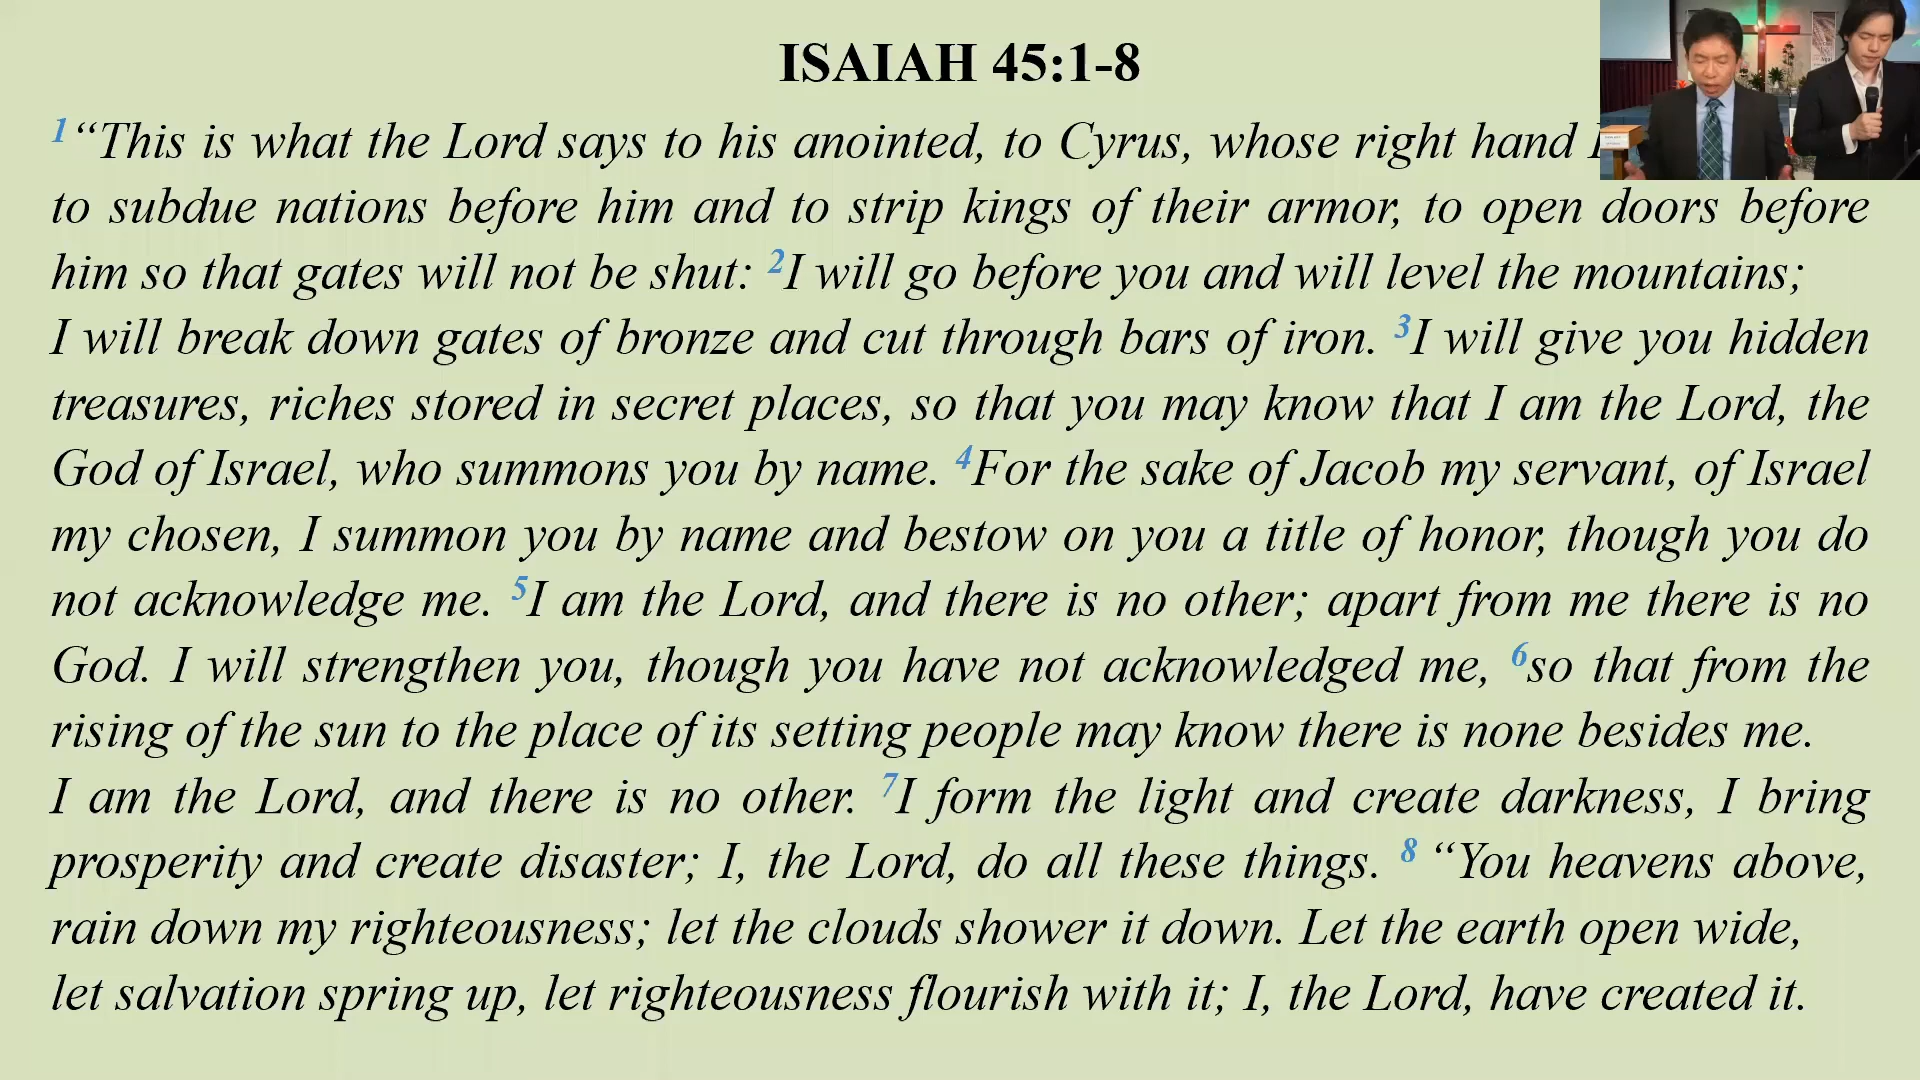 ISAIAH 45:1-8
1“This is what the Lord says to his anointed, to Cyrus, whose right hand I
to subdue nations before him and to strip kings of their armor, to open doors before
him so that gates will not be shut: 2I will go before you and will level the mountains;
I will break down gates of bronze and cut through bars of iron. 3I will give you hidden
treasures, riches stored in secret places, so that you may know that I am the Lord, the
God of Israel, who summons you by name. 4For the sake of Jacob my servant, of Israel
my chosen, I summon you by name and bestow on you a title of honor, though you do
not acknowledge me. 5I am the Lord, and there is no other; apart from me there is no
God. I will strengthen you, though you have not acknowledged me, 6so that from the
rising of the sun to the place of its setting people may know there is none besides me.
I am the Lord, and there is no other. 7I form the light and create darkness, I bring
prosperity and create disaster; I, the Lord, do all these things. 8 “You heavens above,
rain down my righteousness; let the clouds shower it down. Let the earth open wide,
let salvation spring up, let righteousness flourish with it; I, the Lord, have created it.